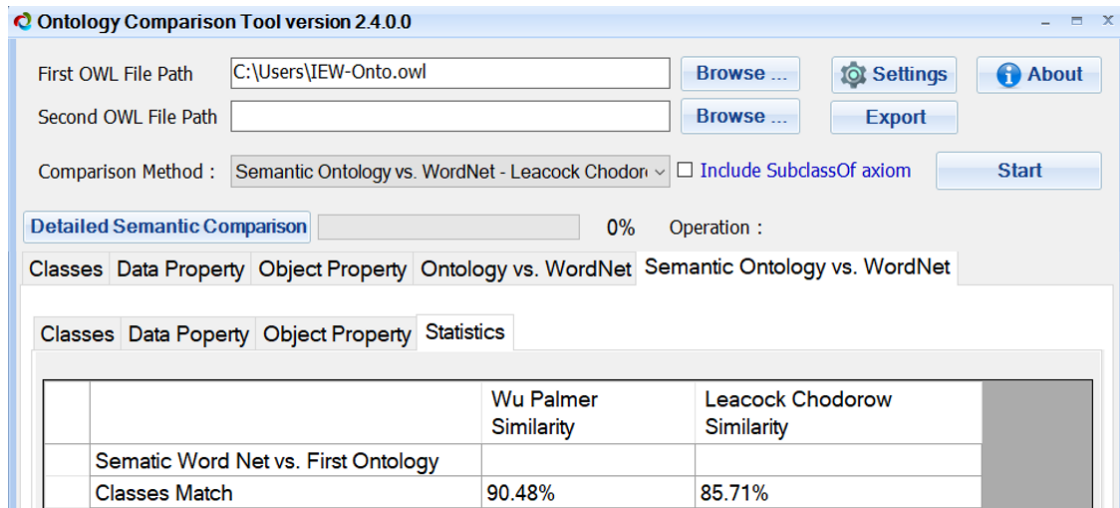 Ontology Comparison Tool version 2.4.0.0
First OWL File Path C:\Users\IEW-Onto.owl Browse ... Settings About
Second OWL File Path Browse ... Export
Comparison Method : Semantic Ontology vs. WordNet - Leacock Chodor Include SubclassOf axiom Start
Detailed Semantic Comparison 0% Operation :
Classes Data Property Object Property Ontology vs. WordNet Semantic Ontology vs. WordNet
Classes Data Poperty Object Property Statistics
Wu Palmer Leacock Chodorow
Similarity Similarity
Sematic Word Net vs. First Ontology
Classes Match 90.48% 85.71%